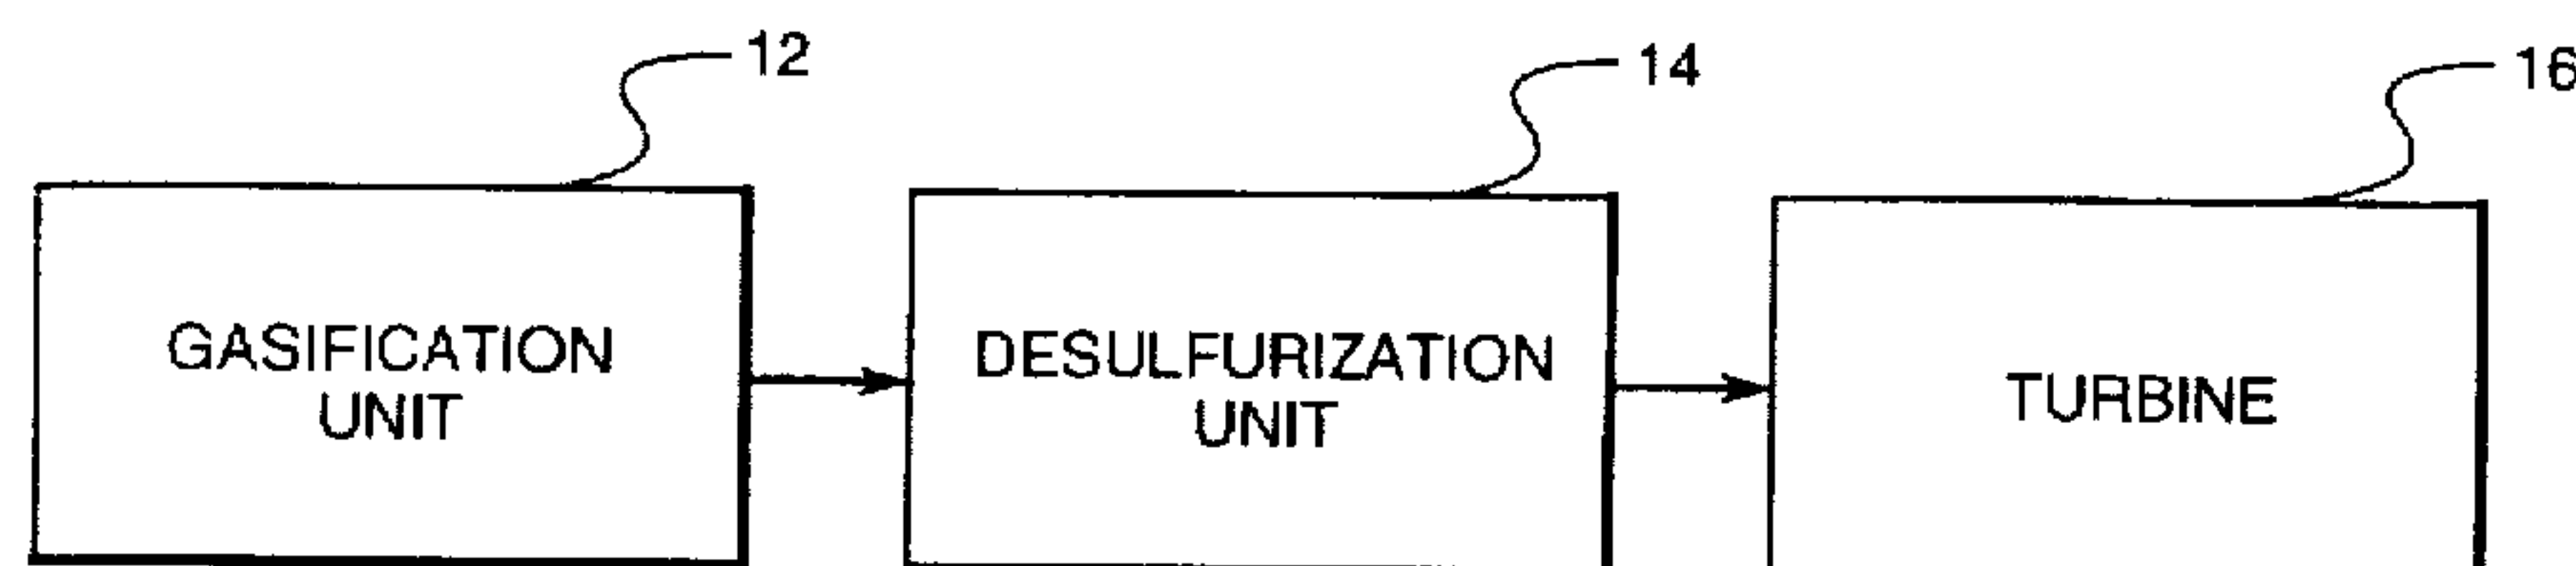 12
14
16
GASIFICATION
UNIT
DESULFURIZATION
UNIT
TURBINE